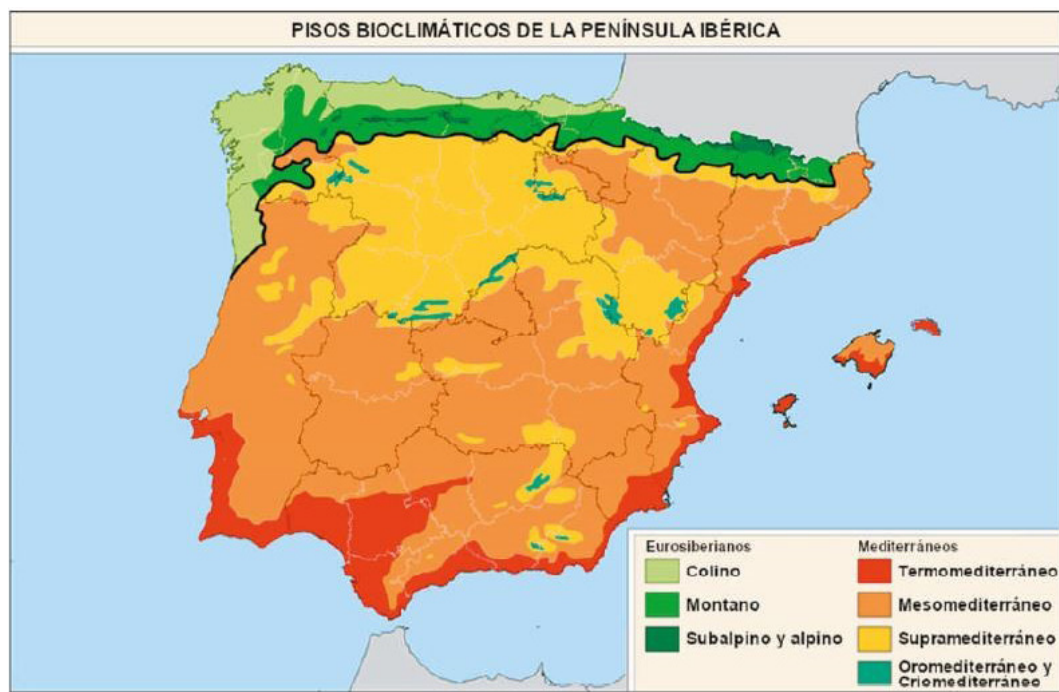 PISOS BIOCLIMÁTICOS DE LA PENÍNSULA IBÉRICA
Eurosiberianos
Colino
Montano
Subalpino y alpino
Mediterráneos
Termomediterráneo
Mesomediterráneo
Supramediterráneo
Oromediterráneo y
Criomediterráneo